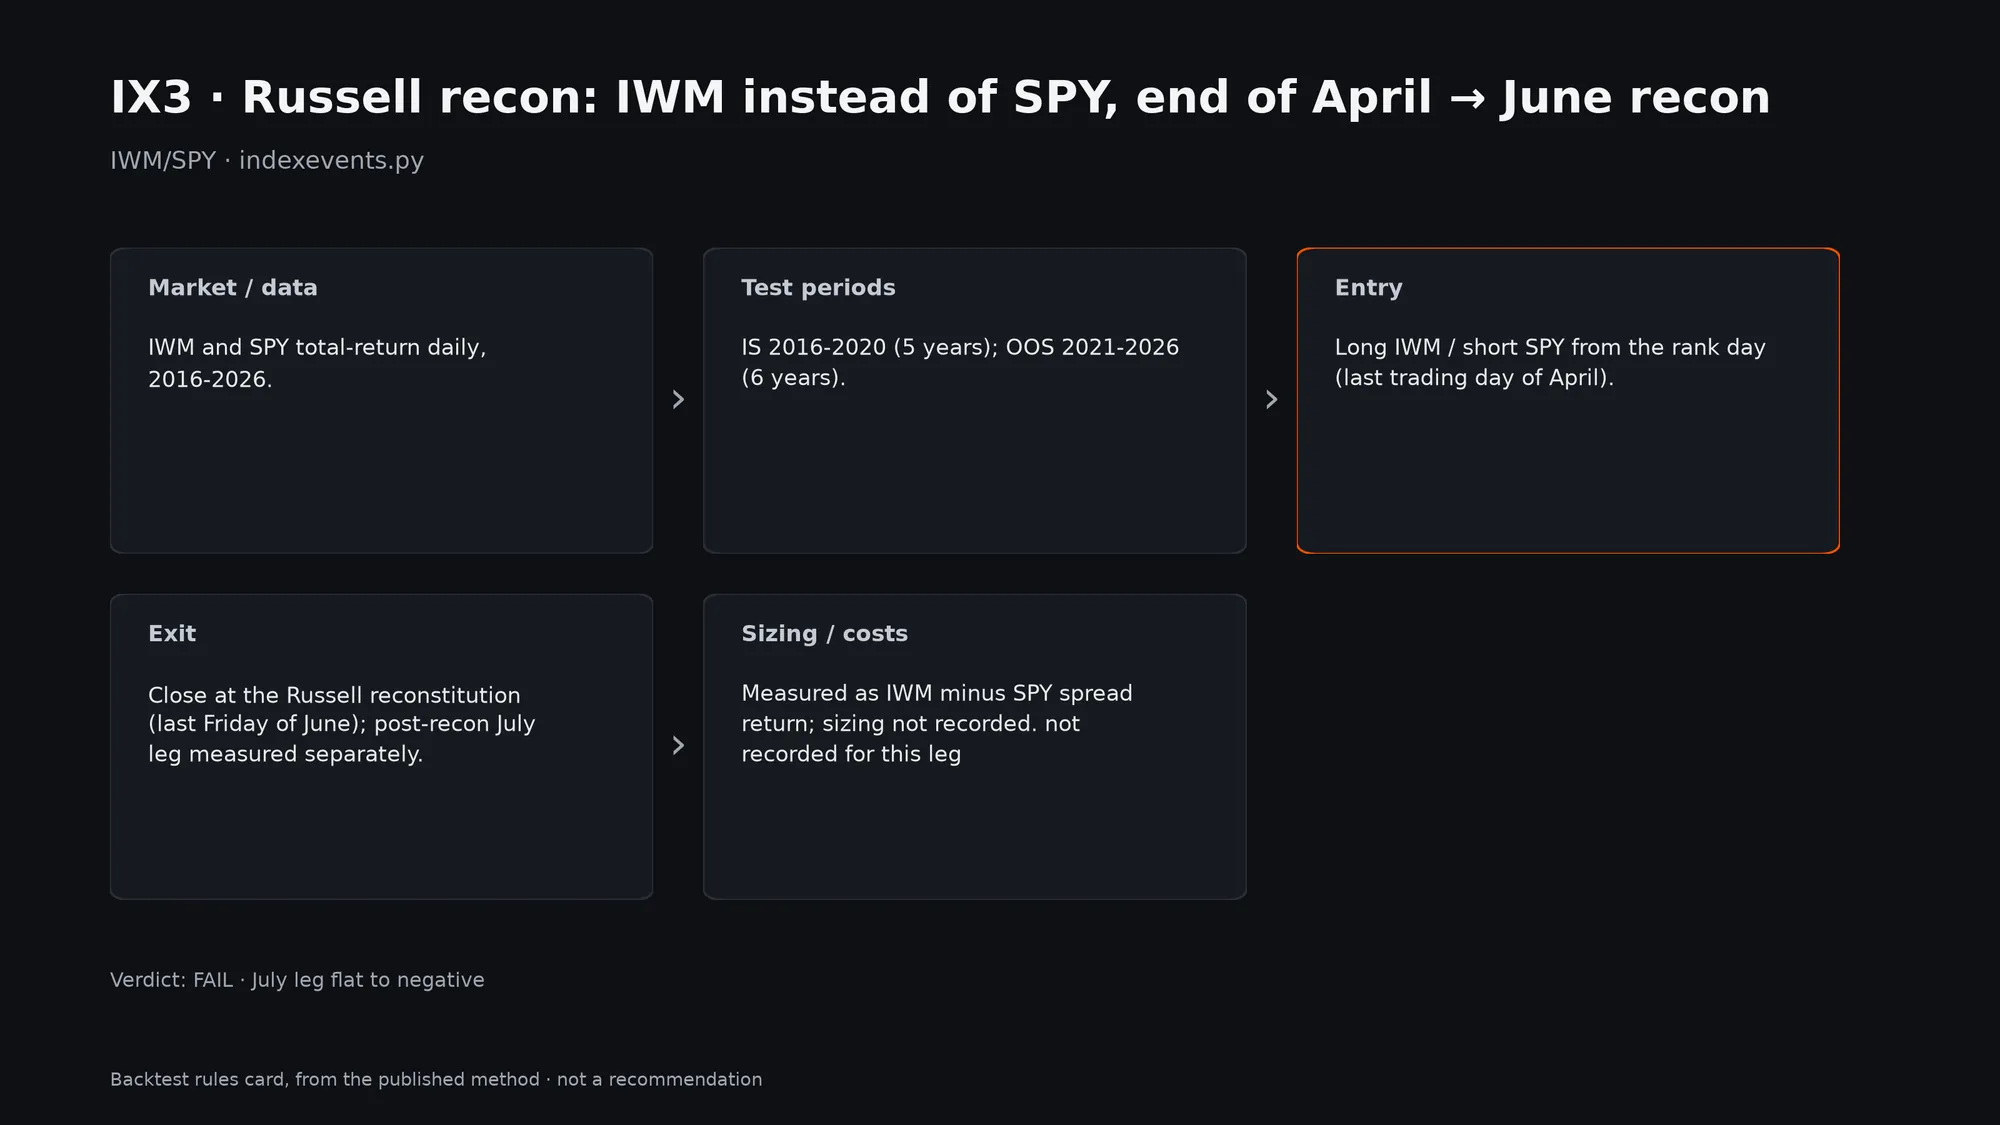 IX3 · Russell recon: IWM instead of SPY, end of April → June recon
IWM/SPY · indexevents.py
Market / data
IWM and SPY total-return daily,
2016-2026.
›
Test periods
IS 2016-2020 (5 years); OOS 2021-2026
(6 years).
›
Entry
Long IWM / short SPY from the rank day
(last trading day of April).
Exit
Close at the Russell reconstitution
(last Friday of June); post-recon July
leg measured separately.
›
Sizing / costs
Measured as IWM minus SPY spread
return; sizing not recorded. not
recorded for this leg
Verdict: FAIL · July leg flat to negative
Backtest rules card, from the published method · not a recommendation